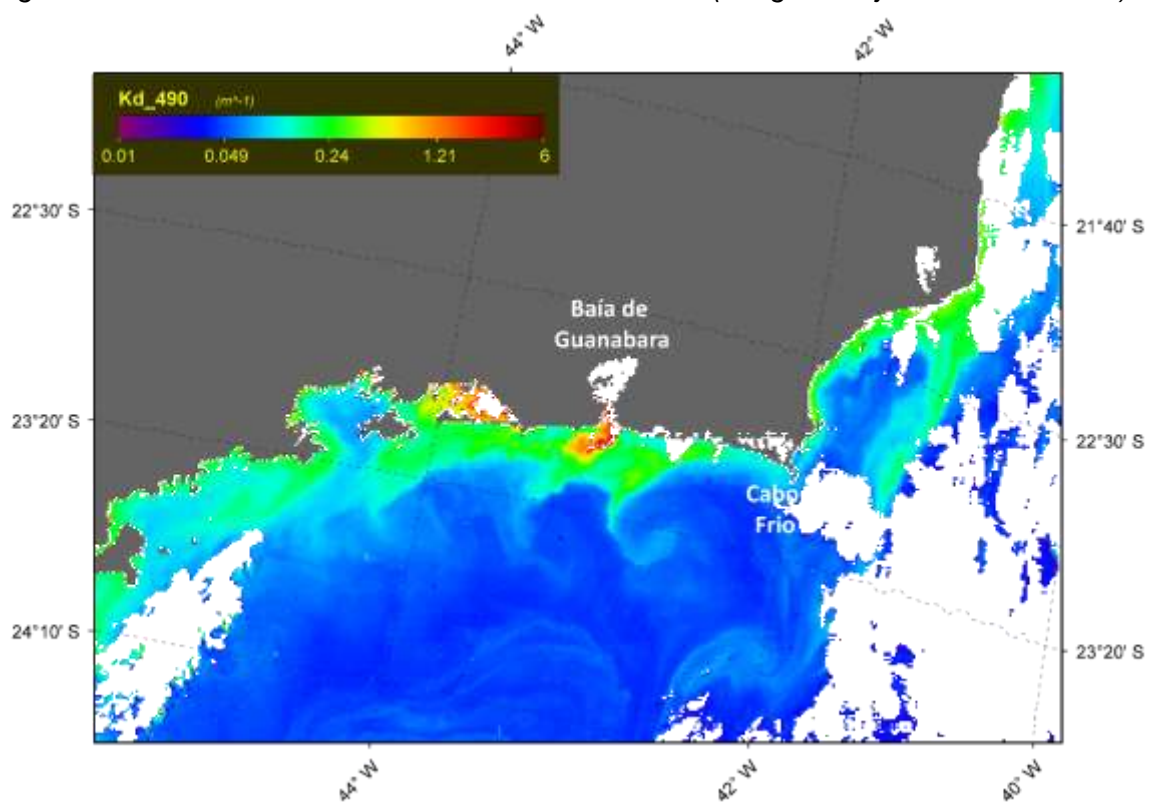 44° W
42° W
Kd_490 (m^-1)
0.01 0.049 0.24 1.21 6
22°30' S
21°40' S
Baía de
Guanabara
23°20' S
22°30' S
Cabo
Frio
24°10' S
23°20' S
44° W
42° W
40° W